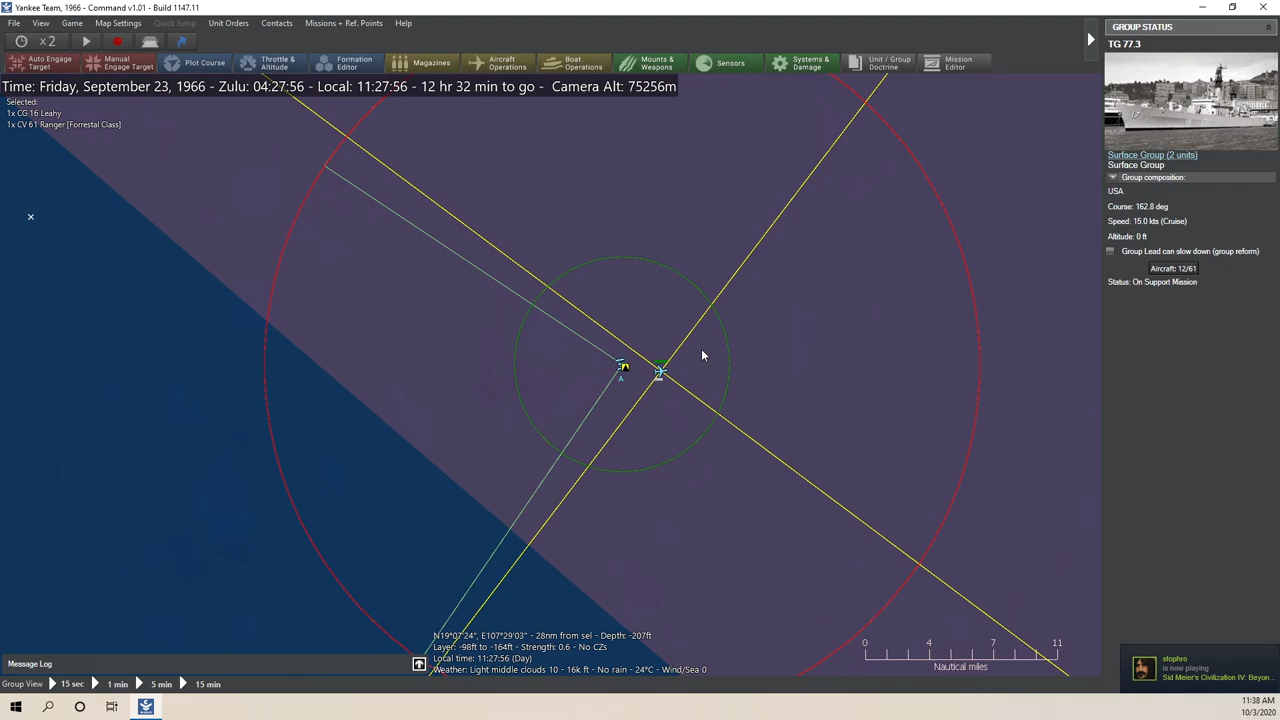 Yankee Team, 1966 - Command v1.01 - Build 1147.11
File View Game Map Settings Quick Jump Unit Orders Contacts Missions + Ref. Points Help
x2
Auto Engage Target
Manual Engage Target
Plot Course
Throttle & Altitude
Formation Editor
Magazines
Aircraft Operations
Boat Operations
Mounts & Weapons
Sensors
Systems & Damage
Unit / Group Doctrine
Mission Editor
Time: Friday, September 23, 1966 - Zulu: 04:27:56 - Local: 11:27:56 - 12 hr 32 min to go - Camera Alt: 75256m
Selected:
1x CG 16 Leahy
1x CV 61 Ranger [Forrestal Class]
A
N19°07'24", E107°29'03" - 28nm from sel - Depth: -207ft
Layer: -98ft to -164ft - Strength: 0.6 - No CZs
Local time: 11:27:56 (Day)
Weather: Light middle clouds 10 - 16k ft - No rain - 24°C - Wind/Sea 0
0 4 7 11
Nautical miles
Message Log
Group View 15 sec 1 min 5 min 15 min
GROUP STATUS
TG 77.3
Surface Group (2 units)
Surface Group
Group composition:
USA
Course: 162.8 deg
Speed: 15.0 kts (Cruise)
Altitude: 0 ft
Group Lead can slow down (group reform)
Aircraft: 12/61
Status: On Support Mission
stophro
is now playing
Sid Meier's Civilization IV: Beyon...
11:38 AM
10/3/2020